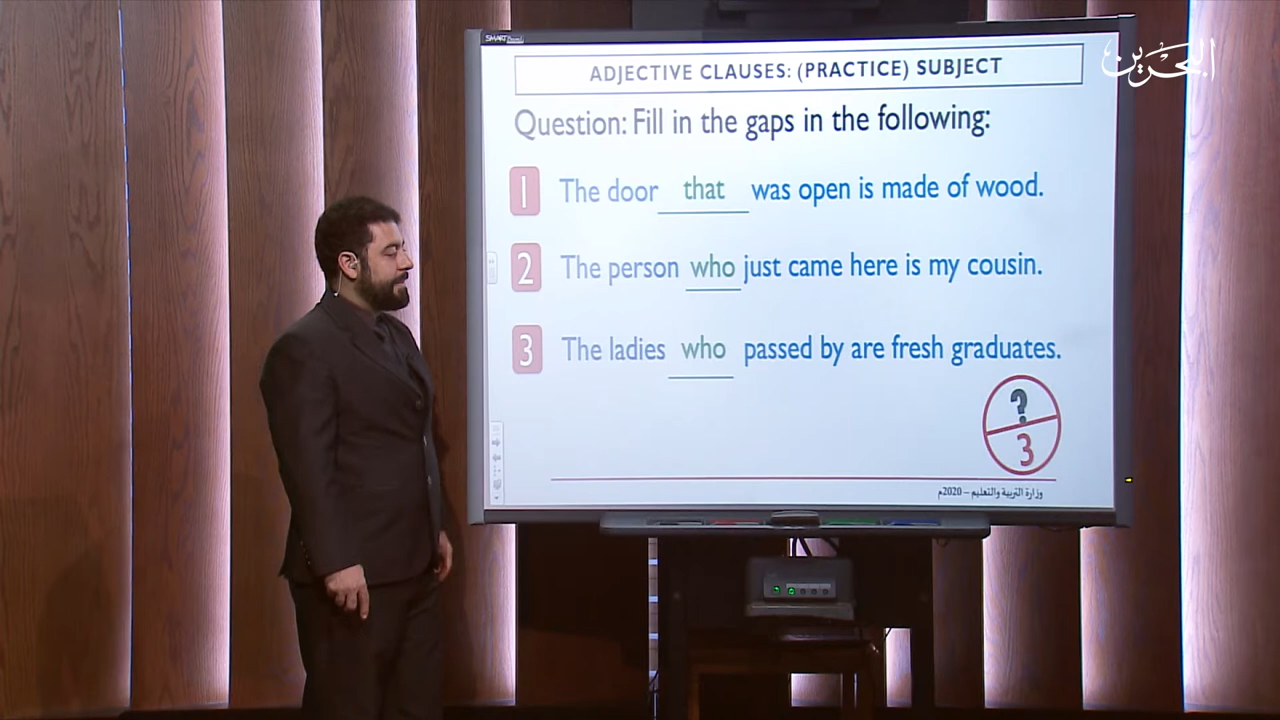 SMART
البحرين
ADJECTIVE CLAUSES: (PRACTICE) SUBJECT
Question: Fill in the gaps in the following:
1 The door that was open is made of wood.
2 The person who just came here is my cousin.
3 The ladies who passed by are fresh graduates.
?
3
وزارة التربية والتعليم – 2020م